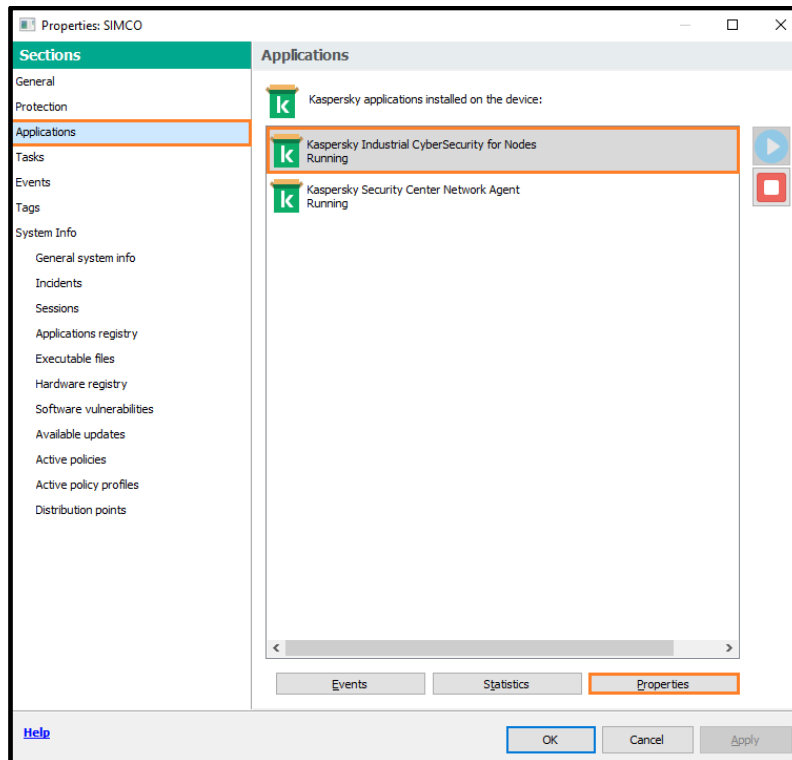 Properties: SIMCO
Sections
General
Protection
Applications
Tasks
Events
Tags
System Info
General system info
Incidents
Sessions
Applications registry
Executable files
Hardware registry
Software vulnerabilities
Available updates
Active policies
Active policy profiles
Distribution points
Applications
Kaspersky applications installed on the device:
Kaspersky Industrial CyberSecurity for Nodes
Running
Kaspersky Security Center Network Agent
Running
Events
Statistics
Properties
Help
OK
Cancel
Apply